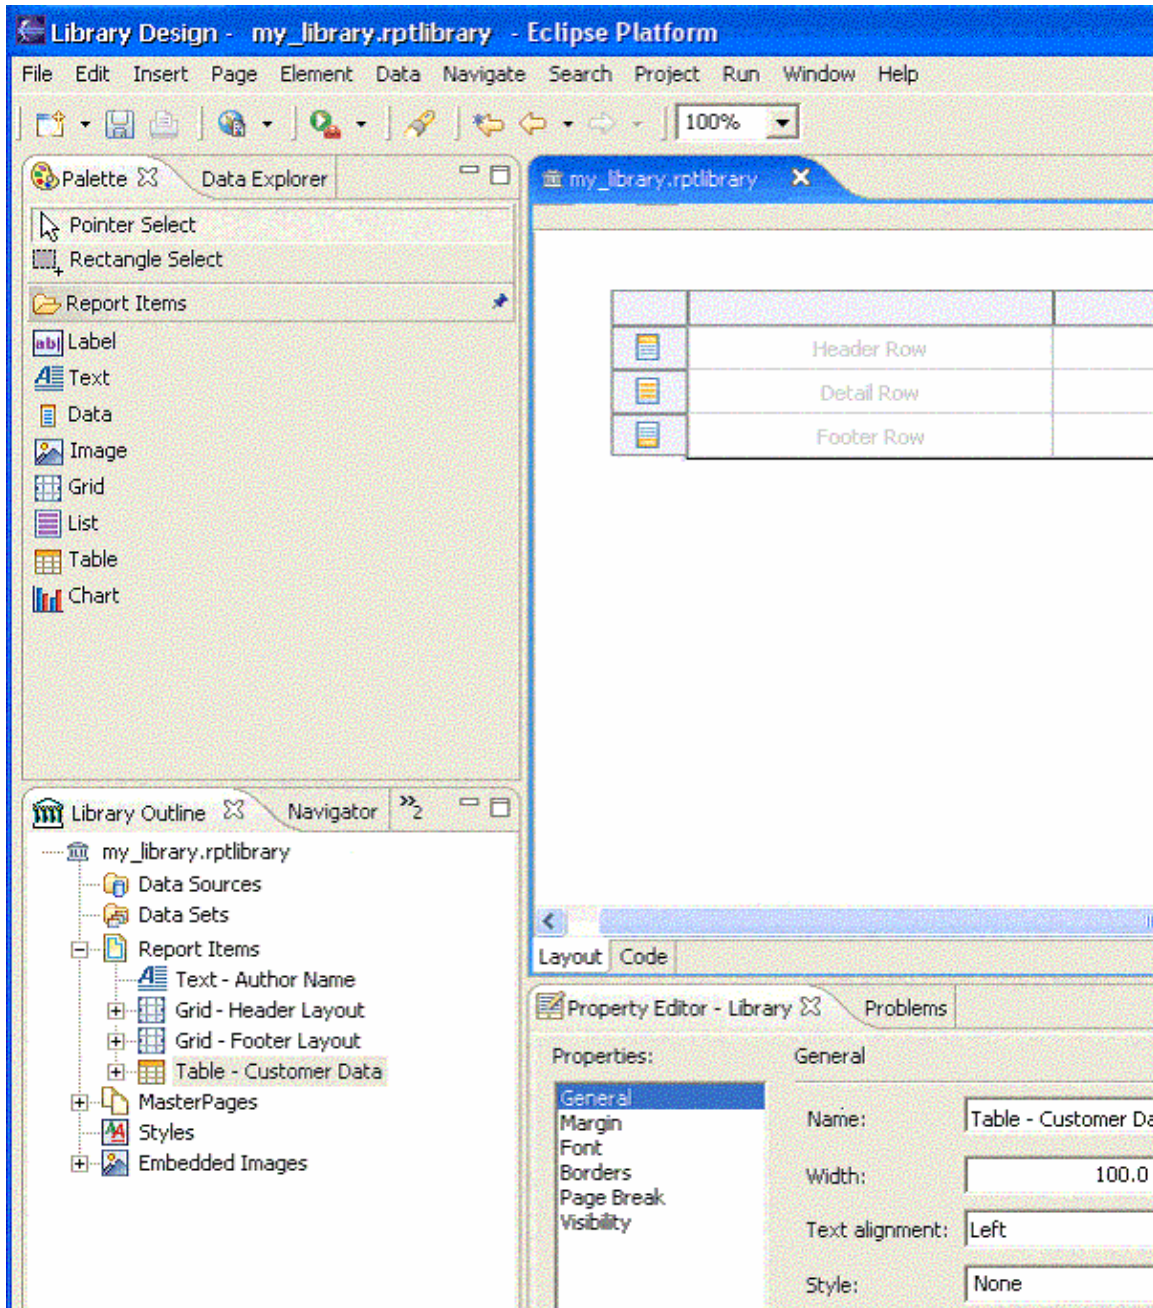 Library Design - my_library.rptlibrary - Eclipse Platform
File Edit Insert Page Element Data Navigate Search Project Run Window Help
100%
Palette Data Explorer
my_library.rptlibrary
Pointer Select
Rectangle Select
Report Items
Label
Text
Data
Image
Grid
List
Table
Chart
Header Row
Detail Row
Footer Row
Library Outline Navigator »2
my_library.rptlibrary
Data Sources
Data Sets
Report Items
Text - Author Name
Grid - Header Layout
Grid - Footer Layout
Table - Customer Data
MasterPages
Styles
Embedded Images
Layout Code
Property Editor - Library Problems
Properties:
General
Margin
Font
Borders
Page Break
Visibility
General
Name: Table - Customer Da
Width: 100.0
Text alignment: Left
Style: None